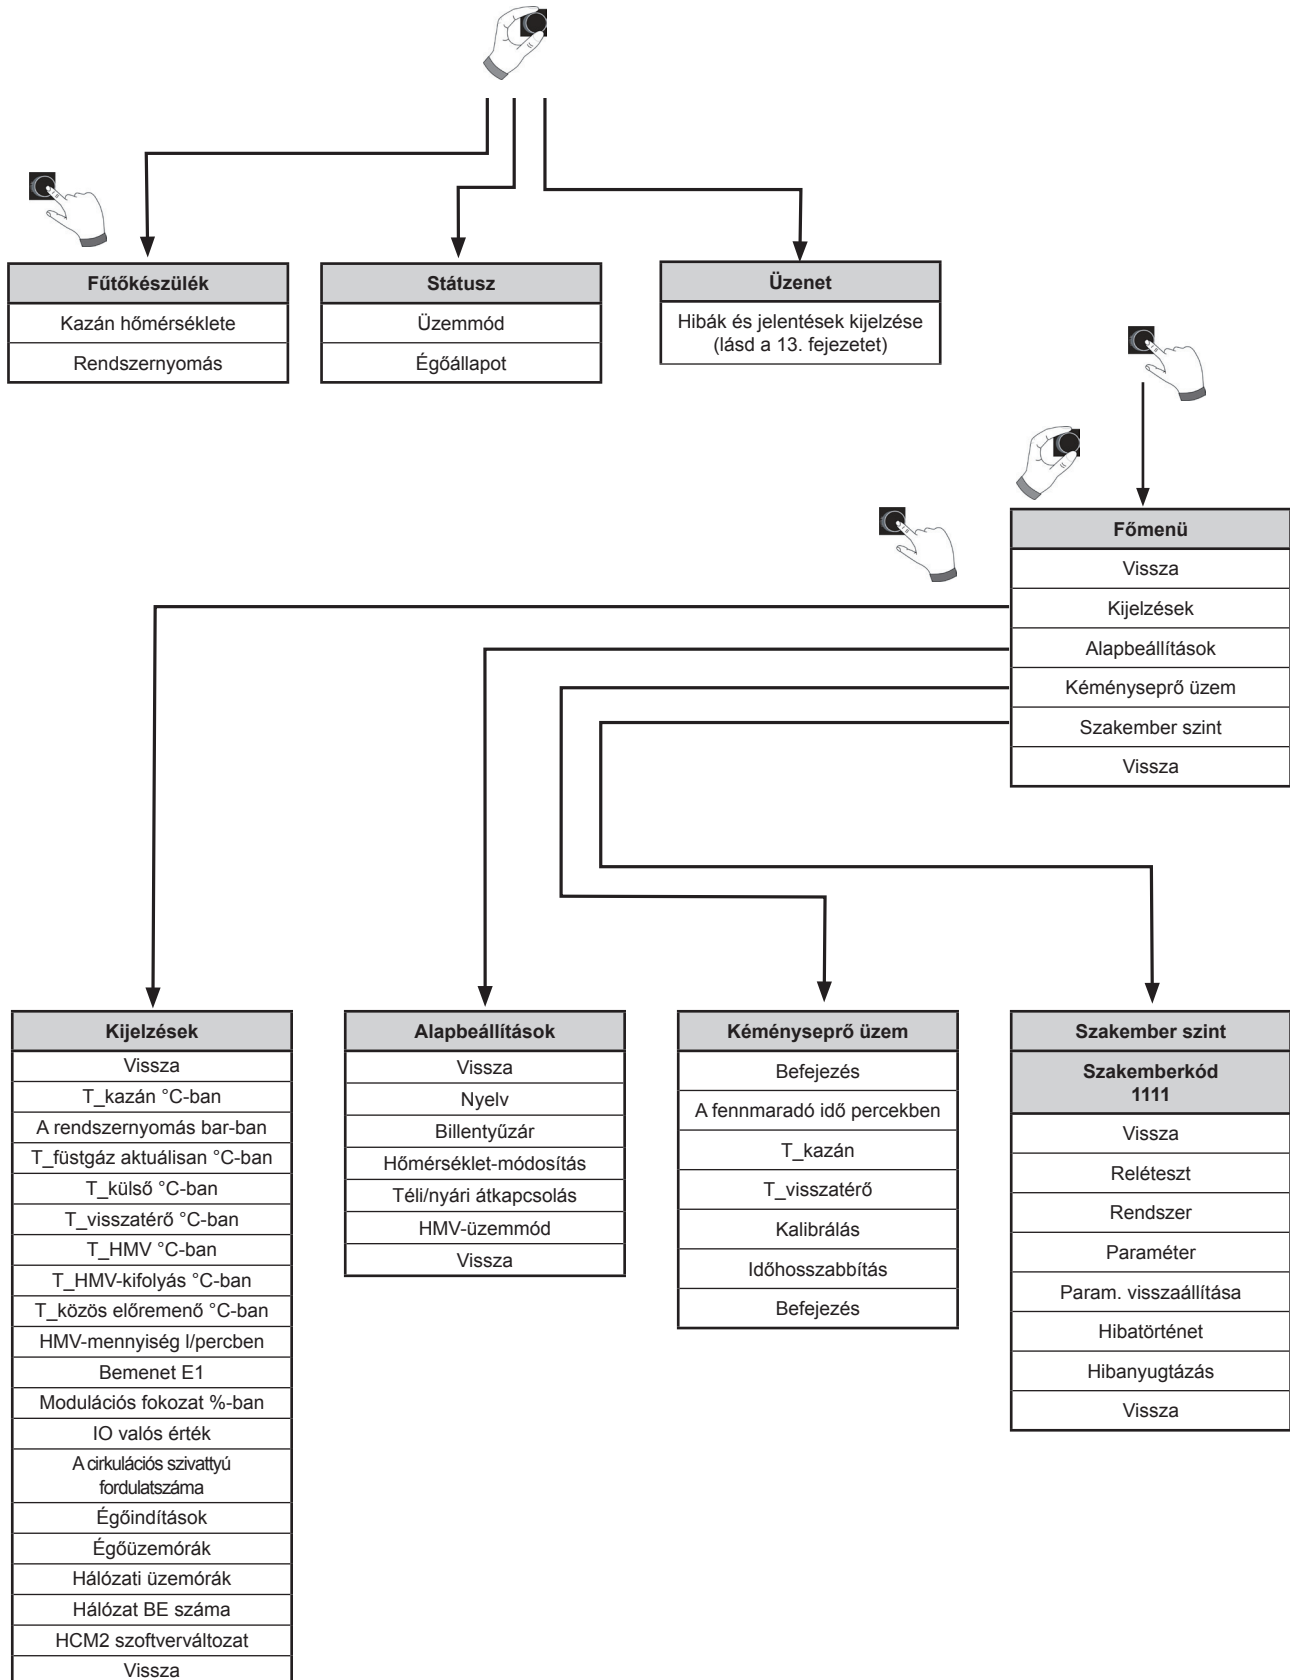 Fűtőkészülék
Kazán hőmérséklete
Rendszernyomás
Státusz
Üzemmód
Égőállapot
Üzenet
Hibák és jelentések kijelzése
(lásd a 13. fejezetet)
Főmenü
Vissza
Kijelzések
Alapbeállítások
Kéményseprő üzem
Szakember szint
Vissza
Kijelzések
Vissza
T_kazán °C-ban
A rendszernyomás bar-ban
T_füstgáz aktuálisan °C-ban
T_külső °C-ban
T_visszatérő °C-ban
T_HMV °C-ban
T_HMV-kifolyás °C-ban
T_közös előremenő °C-ban
HMV-mennyiség l/percben
Bemenet E1
Modulációs fokozat %-ban
IO valós érték
A cirkulációs szivattyú
fordulatszáma
Égőindítások
Égőüzemórák
Hálózati üzemórák
Hálózat BE száma
HCM2 szoftverváltozat
Vissza
Alapbeállítások
Vissza
Nyelv
Billentyűzár
Hőmérséklet-módosítás
Téli/nyári átkapcsolás
HMV-üzemmód
Vissza
Kéményseprő üzem
Befejezés
A fennmaradó idő percekben
T_kazán
T_visszatérő
Kalibrálás
Időhosszabbítás
Befejezés
Szakember szint
Szakemberkód
1111
Vissza
Reléteszt
Rendszer
Paraméter
Param. visszaállítása
Hibatörténet
Hibanyugtázás
Vissza